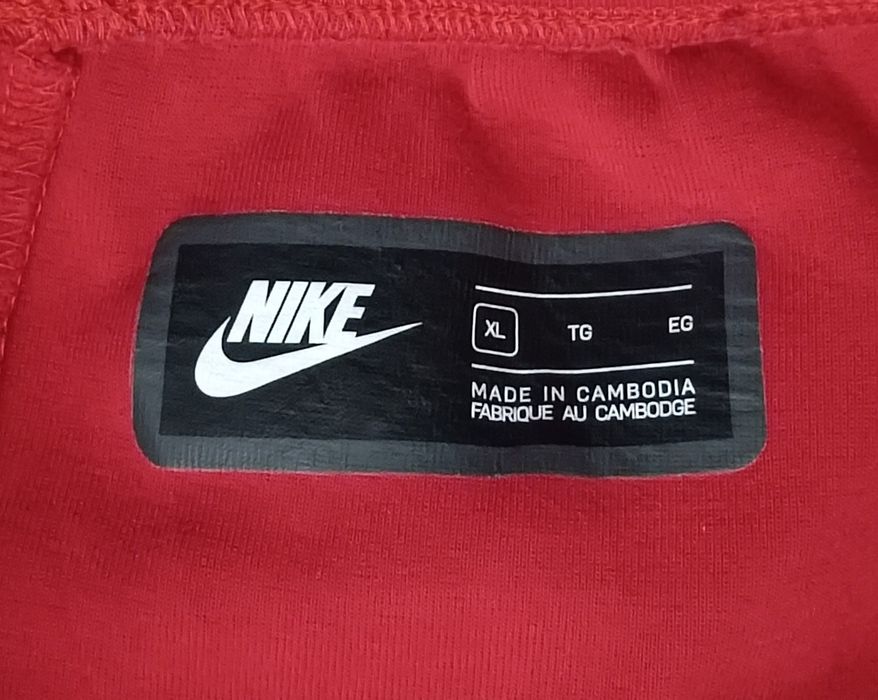 NIKE
XL TG EG
MADE IN CAMBODIA
FABRIQUE AU CAMBODGE